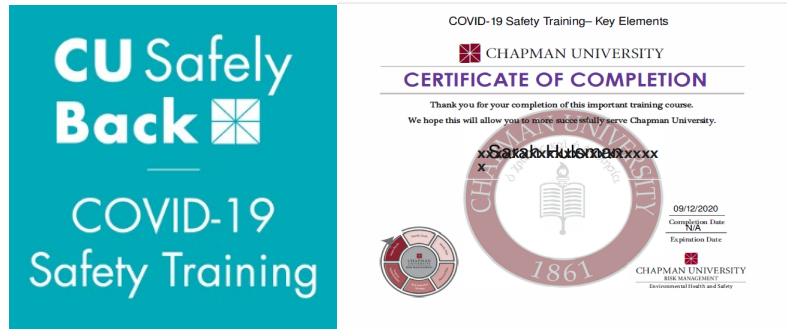 CU Safely
Back
COVID-19
Safety Training
COVID-19 Safety Training– Key Elements
CHAPMAN UNIVERSITY
CERTIFICATE OF COMPLETION
Thank you for your completion of this important training course.
We hope this will allow you to more successfully serve Chapman University.
Sarah
x
CHAPMAN UNIVERSITY
1861
09/12/2020
Completion Date
N/A
Expiration Date
CHAPMAN
UNIVERSITY
CHAPMAN UNIVERSITY
RISK MANAGEMENT
Environmental Health and Safety